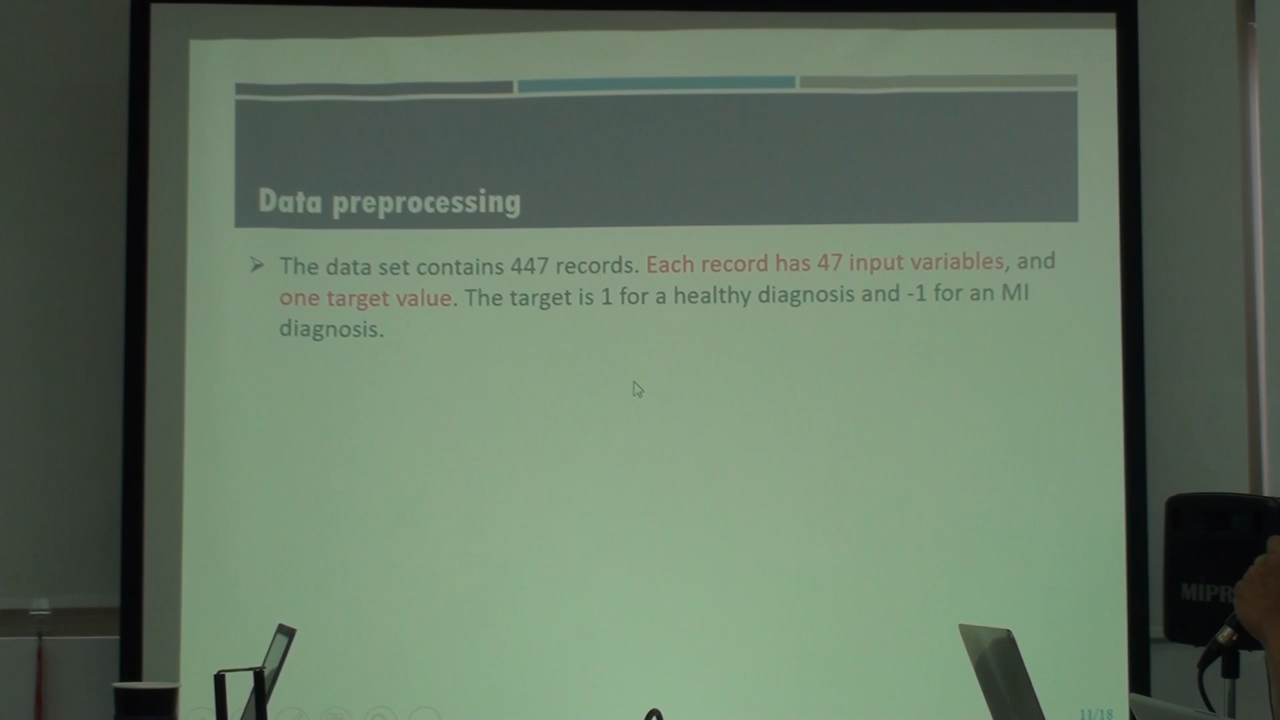 Data preprocessing
The data set contains 447 records. Each record has 47 input variables, and
one target value. The target is 1 for a healthy diagnosis and -1 for an MI
diagnosis.
MIPR
11/18